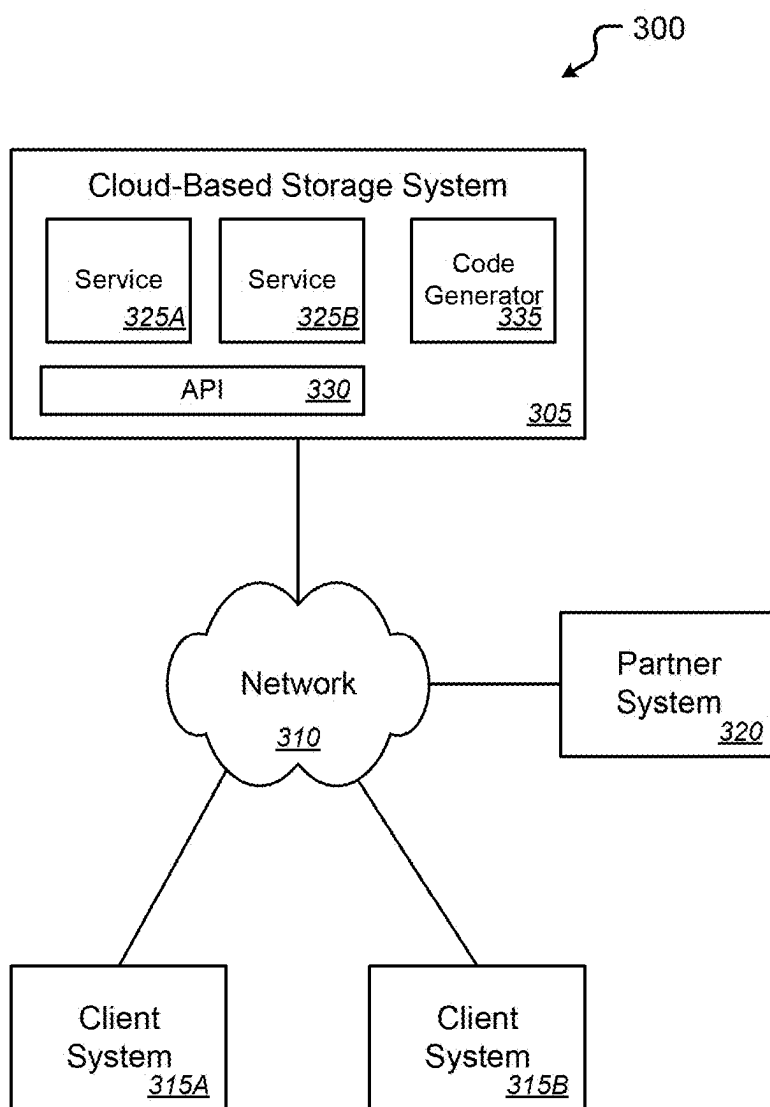 300
Cloud-Based Storage System
Service
325A
Service
325B
Code
Generator
335
API 330
305
Network
310
Partner
System
320
Client
System
315A
Client
System
315B